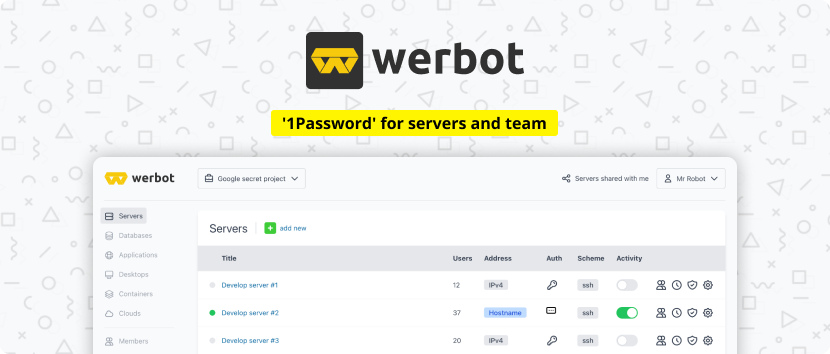 werbot
'1Password' for servers and team
werbot
Google secret project
Servers shared with me
Mr Robot
Servers
Databases
Applications
Desktops
Containers
Clouds
Members
Servers
add new
Title Users Address Auth Scheme Activity
Develop server #1 12 IPv4 ssh
Develop server #2 37 Hostname ssh
Develop server #3 20 IPv4 ssh